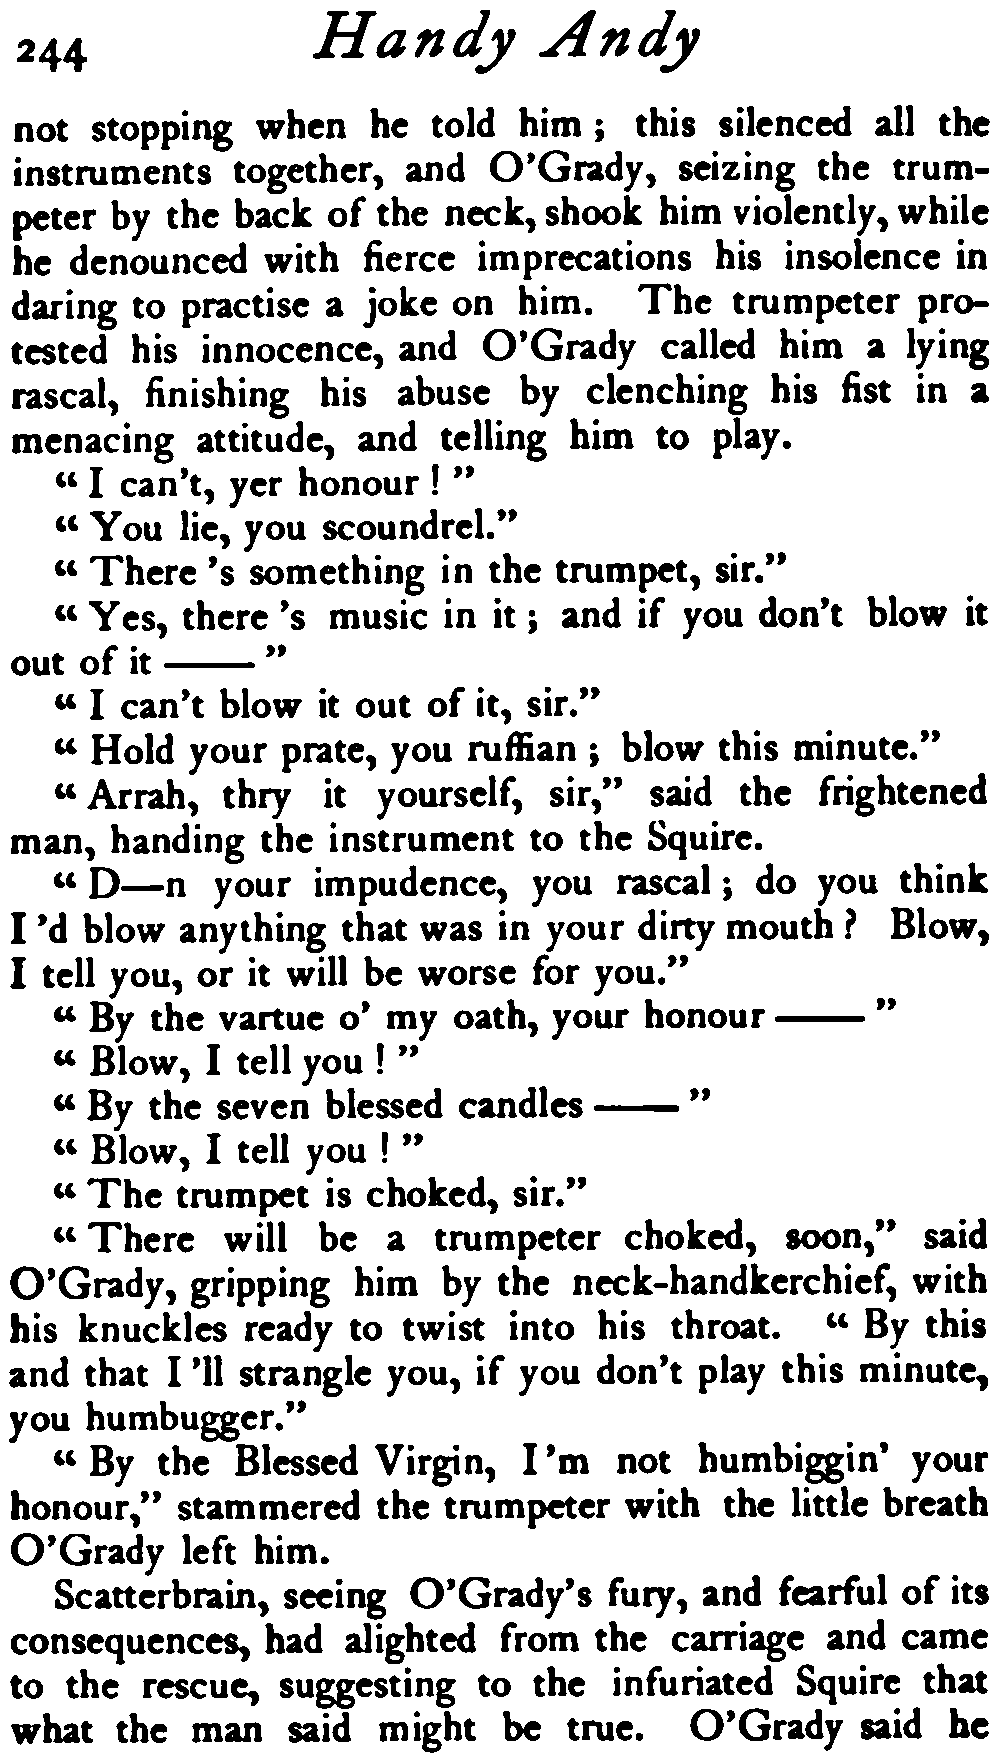 244 Handy Andy
not stopping when he told him ; this silenced all the
instruments together, and O'Grady, seizing the trum-
peter by the back of the neck, shook him violently, while
he denounced with fierce imprecations his insolence in
daring to practise a joke on him. The trumpeter pro-
tested his innocence, and O'Grady called him a lying
rascal, finishing his abuse by clenching his fist in a
menacing attitude, and telling him to play.
“ I can't, yer honour ! ”
“ You lie, you scoundrel.”
“ There 's something in the trumpet, sir.”
“ Yes, there 's music in it ; and if you don't blow it
out of it —— ”
“ I can't blow it out of it, sir.”
“ Hold your prate, you ruffian ; blow this minute.”
“ Arrah, thry it yourself, sir,” said the frightened
man, handing the instrument to the Squire.
“ D—n your impudence, you rascal ; do you think
I 'd blow anything that was in your dirty mouth ? Blow,
I tell you, or it will be worse for you.”
“ By the vartue o' my oath, your honour —— ”
“ Blow, I tell you ! ”
“ By the seven blessed candles —— ”
“ Blow, I tell you ! ”
“ The trumpet is choked, sir.”
“ There will be a trumpeter choked, soon,” said
O'Grady, gripping him by the neck-handkerchief, with
his knuckles ready to twist into his throat. “ By this
and that I 'll strangle you, if you don't play this minute,
you humbugger.”
“ By the Blessed Virgin, I 'm not humbiggin' your
honour,” stammered the trumpeter with the little breath
O'Grady left him.
Scatterbrain, seeing O'Grady's fury, and fearful of its
consequences, had alighted from the carriage and came
to the rescue, suggesting to the infuriated Squire that
what the man said might be true. O'Grady said he